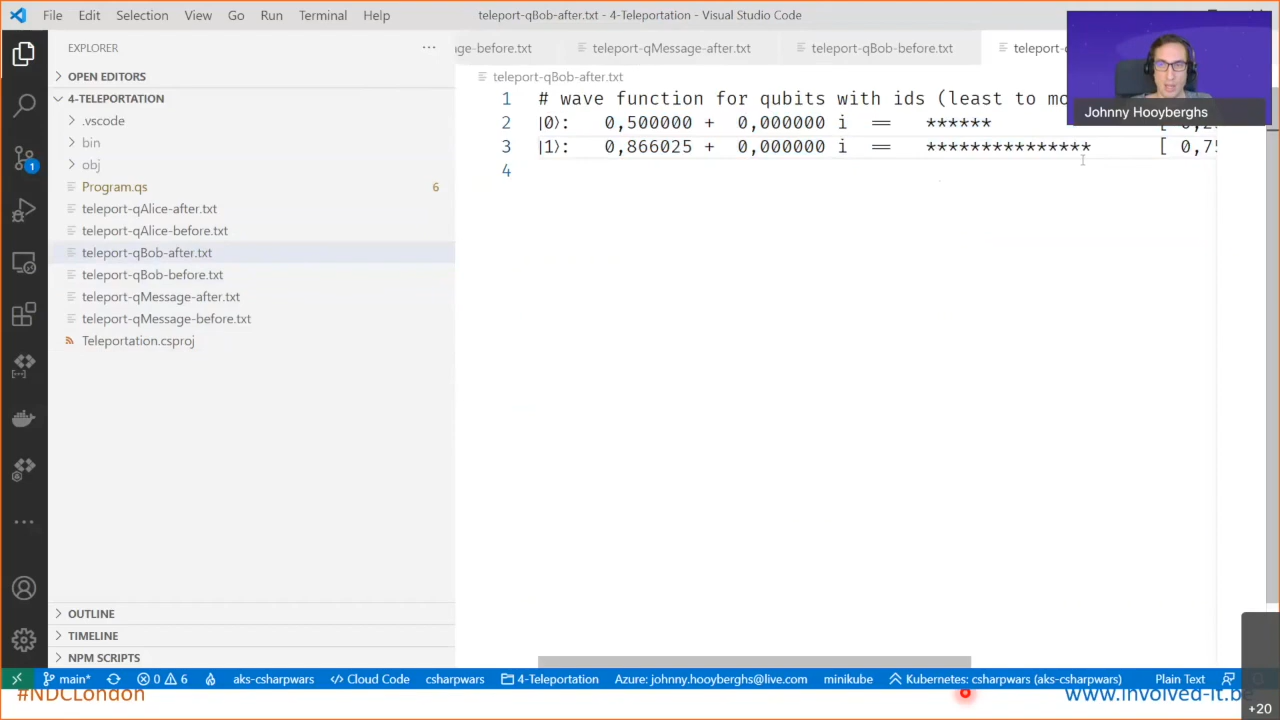 File Edit Selection View Go Run Terminal Help teleport-qBob-after.txt - 4-Teleportation - Visual Studio Code
EXPLORER ···
OPEN EDITORS
4-TELEPORTATION
.vscode
bin
obj
Program.qs 6
teleport-qAlice-after.txt
teleport-qAlice-before.txt
teleport-qBob-after.txt
teleport-qBob-before.txt
teleport-qMessage-after.txt
teleport-qMessage-before.txt
Teleportation.csproj
OUTLINE
TIMELINE
NPM SCRIPTS
age-before.txt teleport-qMessage-after.txt teleport-qBob-before.txt teleport-q
teleport-qBob-after.txt
1 # wave function for qubits with ids (least to mo
2 |0⟩: 0,500000 + 0,000000 i == ****** [ 0,2
3 |1⟩: 0,866025 + 0,000000 i == *************** [ 0,75
4
Johnny Hooyberghs
1
main* 0 6 aks-csharpwars Cloud Code csharpwars 4-Teleportation Azure: johnny.hooyberghs@live.com minikube Kubernetes: csharpwars (aks-csharpwars) Plain Text
#NDCLondon www.involved-it.be
+20